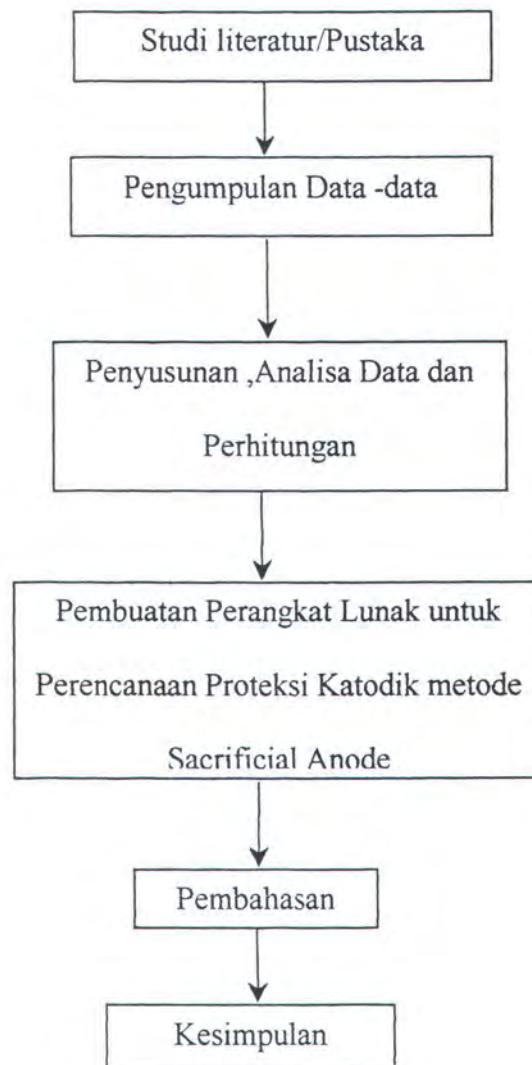 Studi literatur/Pustaka
Pengumpulan Data -data
Penyusunan ,Analisa Data dan
Perhitungan
Pembuatan Perangkat Lunak untuk
Perencanaan Proteksi Katodik metode
Sacrificial Anode
Pembahasan
Kesimpulan